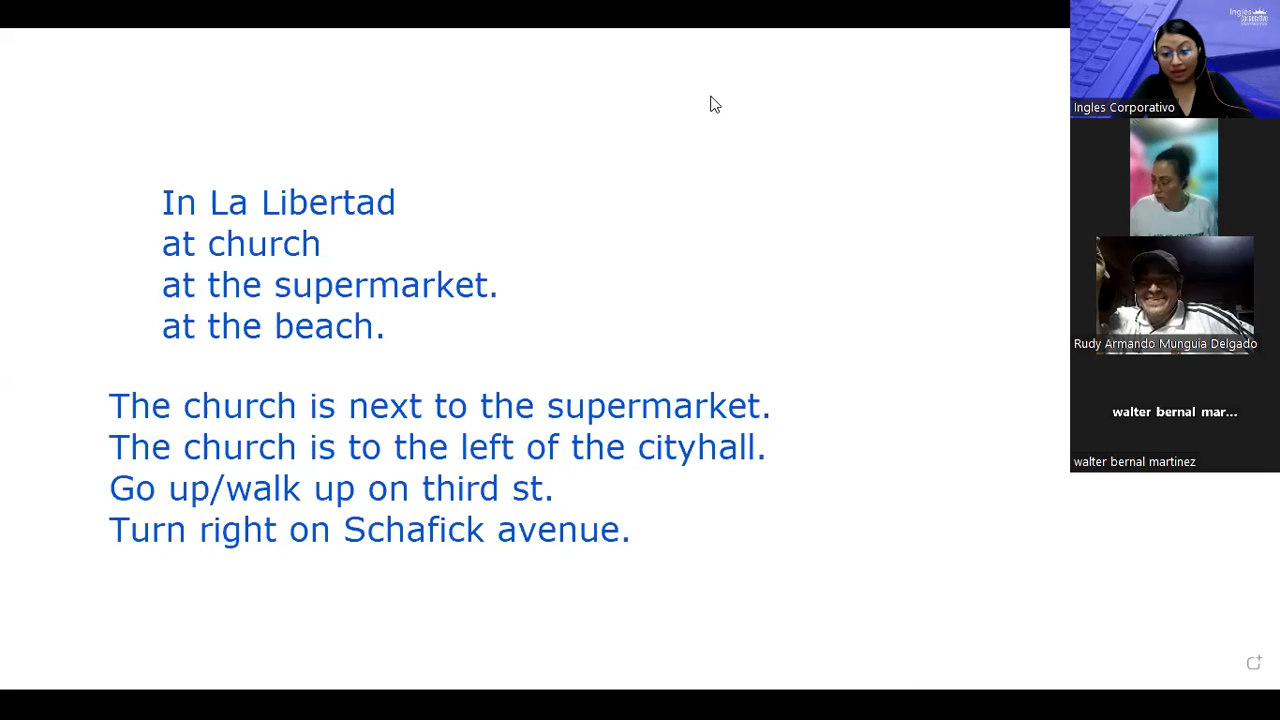 In La Libertad
at church
at the supermarket.
at the beach.
The church is next to the supermarket.
The church is to the left of the cityhall.
Go up/walk up on third st.
Turn right on Schafick avenue.
Ingles
Ingles Corporativo
Rudy Armando Munguia Delgado
walter bernal mar...
walter bernal martinez